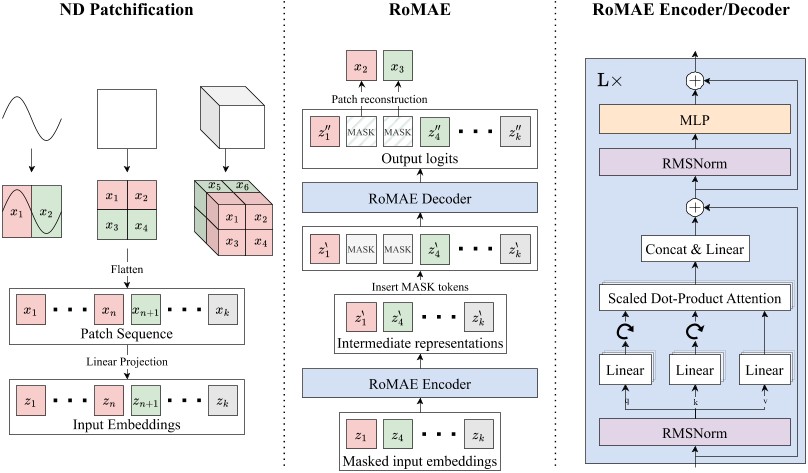 ND Patchification
x₁ x₂
x₁ x₂
x₃ x₄
x₅ x₆
x₁ x₂
x₃ x₄
Flatten
x₁ · · · xₙ xₙ₊₁ · · · xₖ
Patch Sequence
Linear Projection
z₁ · · · zₙ zₙ₊₁ · · · zₖ
Input Embeddings
RoMAE
x₂ x₃
Patch reconstruction
z₁'' MASK MASK z₄'' · · · zₖ''
Output logits
RoMAE Decoder
z₁‵ MASK MASK z₄‵ · · · zₖ‵
Insert MASK tokens
z₁‵ z₄‵ · · · zₖ‵
Intermediate representations
RoMAE Encoder
z₁ z₄ · · · zₖ
Masked input embeddings
RoMAE Encoder/Decoder
L×
+
MLP
RMSNorm
+
Concat & Linear
Scaled Dot-Product Attention
Linear Linear Linear
q k v
RMSNorm